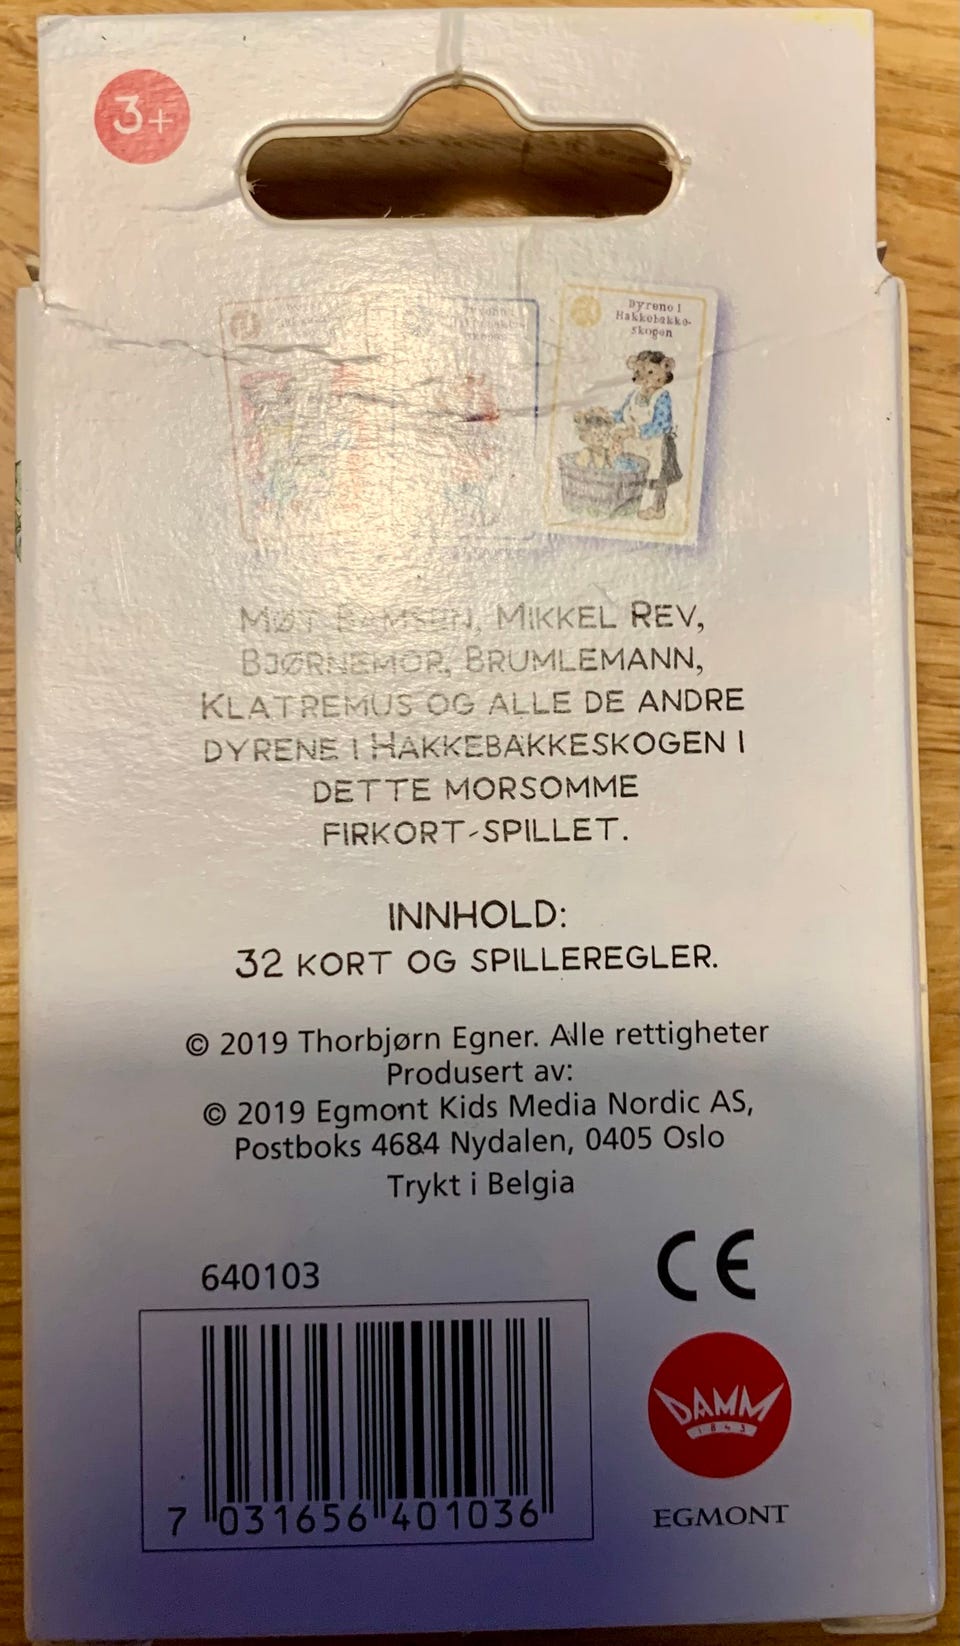 3+
Dyrene i
Hakkebakke-
skogen
MØT BAMSEN, MIKKEL REV,
BJØRNEMOR, BRUMLEMANN,
KLATREMUS OG ALLE DE ANDRE
DYRENE I HAKKEBAKKESKOGEN I
DETTE MORSOMME
FIRKORT-SPILLET.
INNHOLD:
32 KORT OG SPILLEREGLER.
© 2019 Thorbjørn Egner. Alle rettigheter
Produsert av:
© 2019 Egmont Kids Media Nordic AS,
Postboks 4684 Nydalen, 0405 Oslo
Trykt i Belgia
640103
CE
7 031656 401036
DAMM
1843
EGMONT